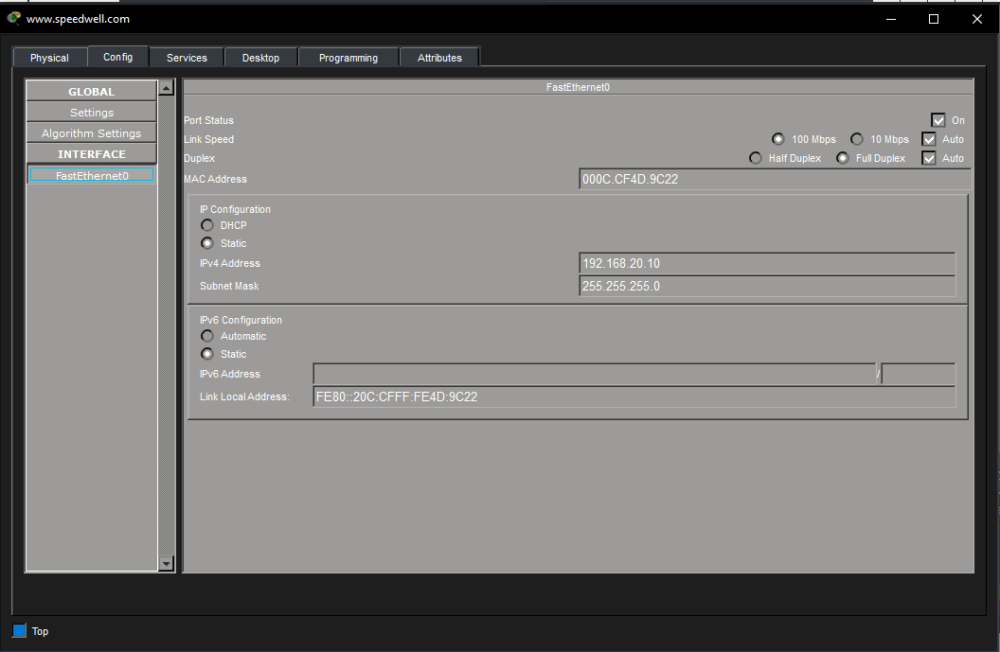 www.speedwell.com
Physical Config Services Desktop Programming Attributes
GLOBAL
Settings
Algorithm Settings
INTERFACE
FastEthernet0
FastEthernet0
Port Status On
Link Speed 100 Mbps 10 Mbps Auto
Duplex Half Duplex Full Duplex Auto
MAC Address 000C.CF4D.9C22
IP Configuration
DHCP
Static
IPv4 Address 192.168.20.10
Subnet Mask 255.255.255.0
IPv6 Configuration
Automatic
Static
IPv6 Address /
Link Local Address: FE80::20C:CFFF:FE4D:9C22
Top